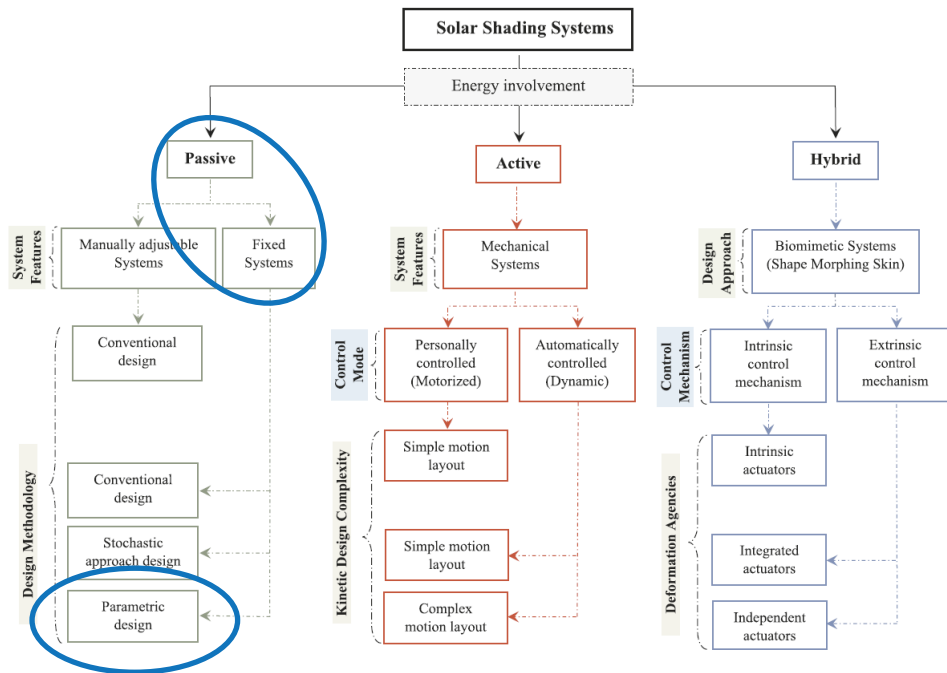 Solar Shading Systems
Energy involvement
Passive
Active
Hybrid
System
Features
Manually adjustable
Systems
Fixed
Systems
System
Features
Mechanical
Systems
Design
Approach
Biomimetic Systems
(Shape Morphing Skin)
Conventional
design
Control
Mode
Personally
controlled
(Motorized)
Automatically
controlled
(Dynamic)
Control
Mechanism
Intrinsic
control
mechanism
Extrinsic
control
mechanism
Design Methodology
Conventional
design
Stochastic
approach design
Parametric
design
Kinetic Design Complexity
Simple motion
layout
Simple motion
layout
Complex
motion layout
Deformation Agencies
Intrinsic
actuators
Integrated
actuators
Independent
actuators